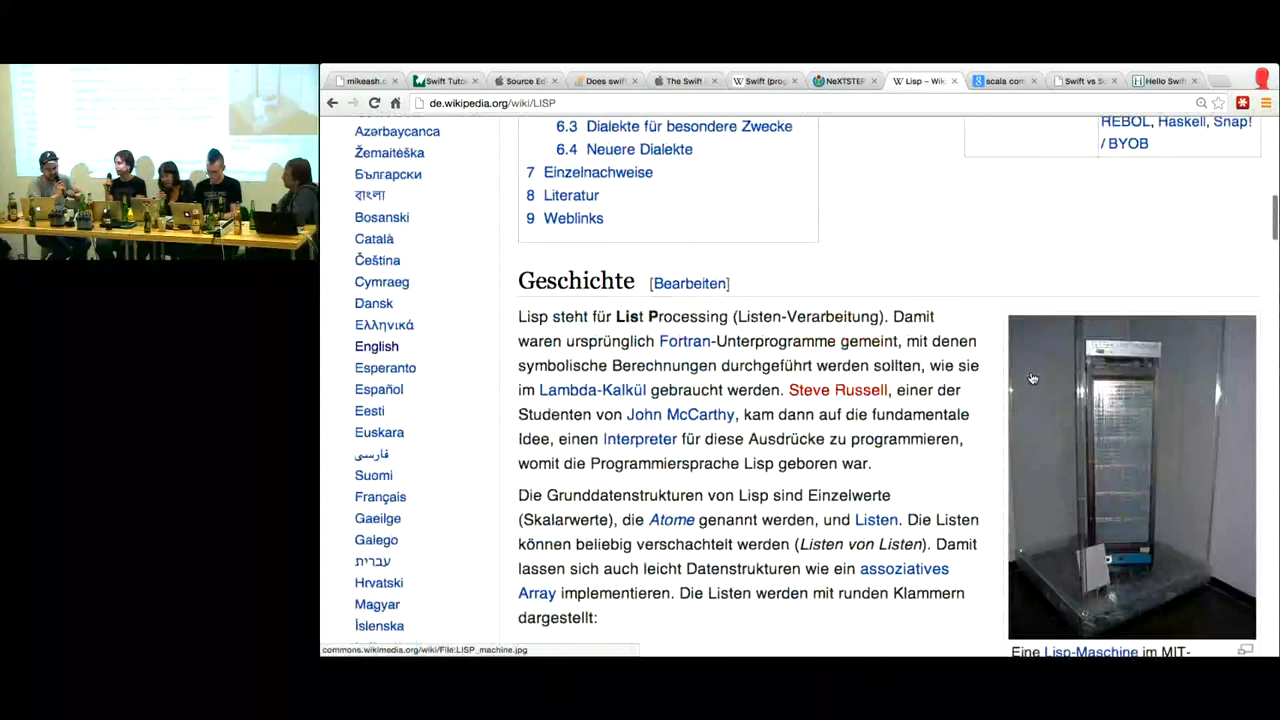 mikeash.c
Swift Tuto
Source Ed
Does swif
The Swift
Swift (prog
NeXTSTEP
Lisp – Wik
scala com
Swift vs Sc
Hello Swif
de.wikipedia.org/wiki/LISP
Azərbaycanca
Žemaitėška
Български
বাংলা
Bosanski
Català
Čeština
Cymraeg
Dansk
Ελληνικά
English
Esperanto
Español
Eesti
Euskara
فارسی
Suomi
Français
Gaeilge
Galego
עברית
Hrvatski
Magyar
Íslenska
6.3 Dialekte für besondere Zwecke
6.4 Neuere Dialekte
7 Einzelnachweise
8 Literatur
9 Weblinks
REBOL, Haskell, Snap!
/ BYOB
Geschichte [Bearbeiten]
Lisp steht für List Processing (Listen-Verarbeitung). Damit
waren ursprünglich Fortran-Unterprogramme gemeint, mit denen
symbolische Berechnungen durchgeführt werden sollten, wie sie
im Lambda-Kalkül gebraucht werden. Steve Russell, einer der
Studenten von John McCarthy, kam dann auf die fundamentale
Idee, einen Interpreter für diese Ausdrücke zu programmieren,
womit die Programmiersprache Lisp geboren war.
Die Grunddatenstrukturen von Lisp sind Einzelwerte
(Skalarwerte), die Atome genannt werden, und Listen. Die Listen
können beliebig verschachtelt werden (Listen von Listen). Damit
lassen sich auch leicht Datenstrukturen wie ein assoziatives
Array implementieren. Die Listen werden mit runden Klammern
dargestellt:
Eine Lisp-Maschine im MIT-
commons.wikimedia.org/wiki/File:LISP_machine.jpg